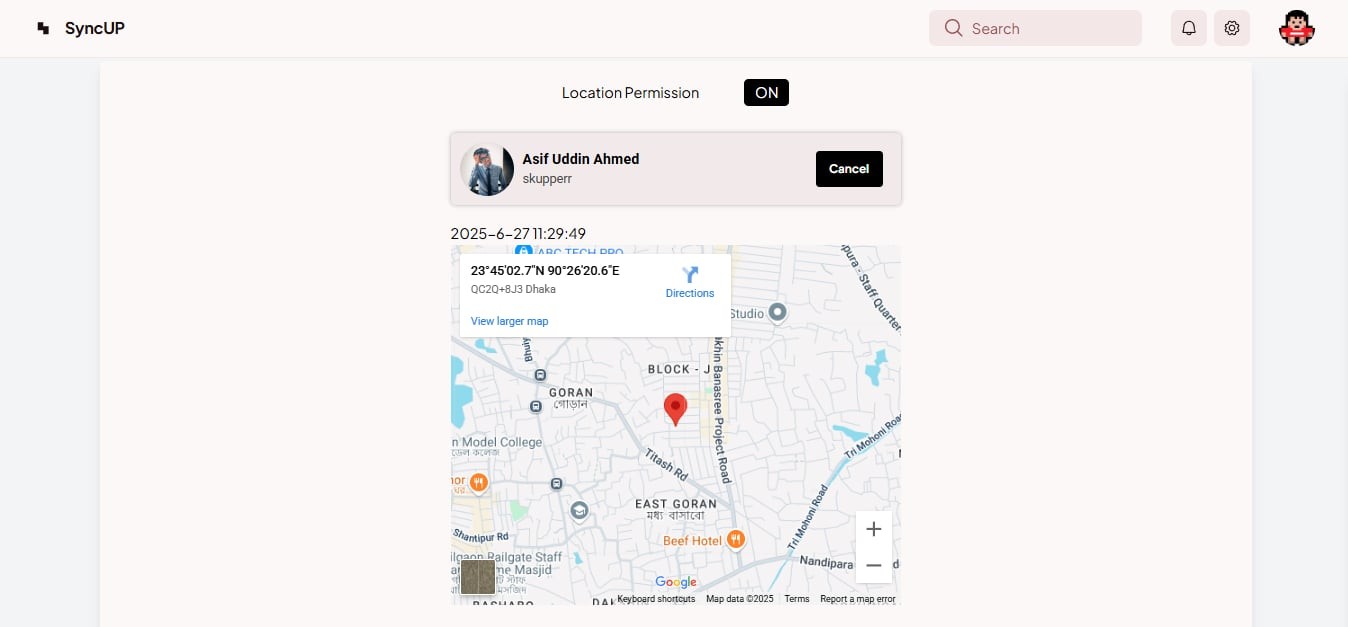 SyncUP
Search
Location Permission
ON
Asif Uddin Ahmed
skupperr
Cancel
2025-6-27 11:29:49
ABC TECH PRO
23°45'02.7"N 90°26'20.6"E
QC2Q+8J3 Dhaka
Directions
View larger map
Studio
BLOCK - J
GORAN
গোড়ান
Banasree Project Road
n Model College
Titash Rd
Tri Mohoni Road
EAST GORAN
মধ্য বাসাবো
Beef Hotel
Shantipur Rd
Railgate Staff
Masjid
Nandipara
Google
Keyboard shortcuts
Map data ©2025
Terms
Report a map error